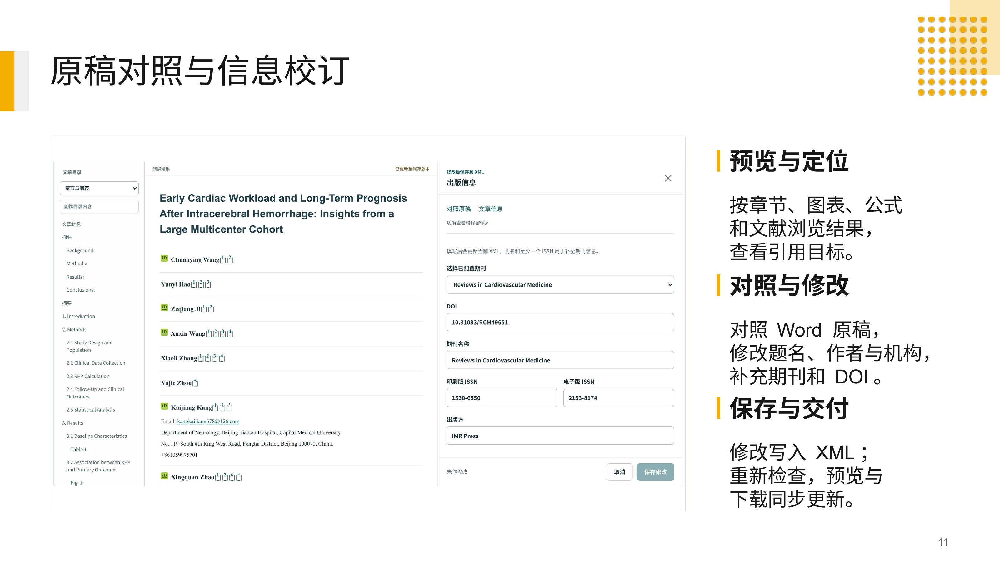 原稿对照与信息校订
文章目录
章节与图表
查找目录内容
文章信息
摘要
Background:
Methods:
Results:
Conclusions:
摘要
1. Introduction
2. Methods
2.1 Study Design and
Population
2.2 Clinical Data Collection
2.3 RPP Calculation
2.4 Follow-Up and Clinical
Outcomes
2.5 Statistical Analysis
3. Results
3.1 Baseline Characteristics
Table 1.
3.2 Association between RPP
and Primary Outcomes
Fig. 1.
转换结果
已更新至保存版本
Early Cardiac Workload and Long-Term Prognosis
After Intracerebral Hemorrhage: Insights from a
Large Multicenter Cohort
iD Chuanying Wang[1][2]
Yunyi Hao[1][2][3]
iD Zeqiang Ji[1][2]
iD Anxin Wang[1][2][3][4]
Xiaoli Zhang[1][2][3][4]
Yujie Zhou[5]
iD Kaijiang Kang[1][2][*]
Email: kangkaijiang678@126.com
Department of Neurology, Beijing Tiantan Hospital, Capital Medical University
No. 119 South 4th Ring West Road, Fengtai District, Beijing 100070, China.
+861059975701
iD Xingquan Zhao[1][2][6][*]
修改后保存到 XML
出版信息
对照原稿 文章信息
切换查看时保留输入
填写后会更新当前 XML。刊名和至少一个 ISSN 用于补全期刊信息。
选择已配置期刊
Reviews in Cardiovascular Medicine
DOI
10.31083/RCM49651
期刊名称
Reviews in Cardiovascular Medicine
印刷版 ISSN 电子版 ISSN
1530-6550 2153-8174
出版方
IMR Press
未作修改 取消 保存修改
预览与定位
按章节、图表、公式
和文献浏览结果，
查看引用目标。
对照与修改
对照 Word 原稿，
修改题名、作者与机构，
补充期刊和 DOI。
保存与交付
修改写入 XML；
重新检查，预览与
下载同步更新。
11